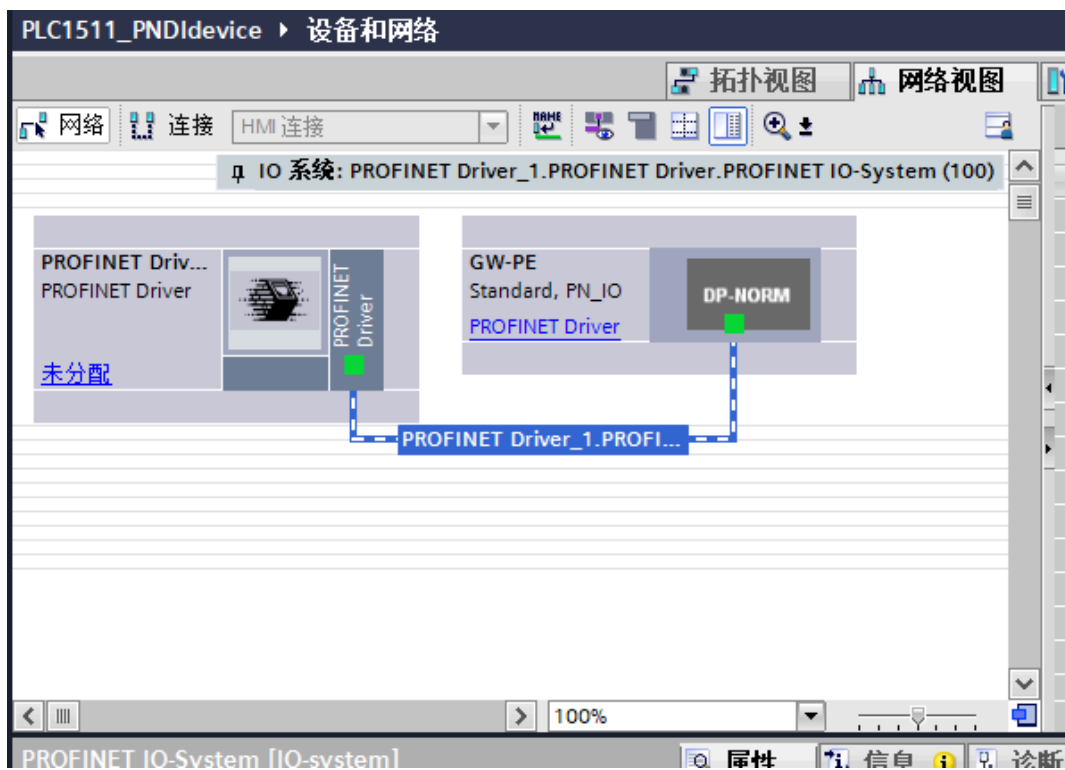 PLC1511_PNDIdevice ▸ 设备和网络
拓扑视图 网络视图
网络 连接 HMI 连接
NAME
IO 系统: PROFINET Driver_1.PROFINET Driver.PROFINET IO-System (100)
PROFINET Driv...
PROFINET Driver
未分配
PROFINET
Driver
GW-PE
Standard, PN_IO
PROFINET Driver
DP-NORM
PROFINET Driver_1.PROFI...
100%
PROFINET IO-System [IO-system] 属性 信息 诊断